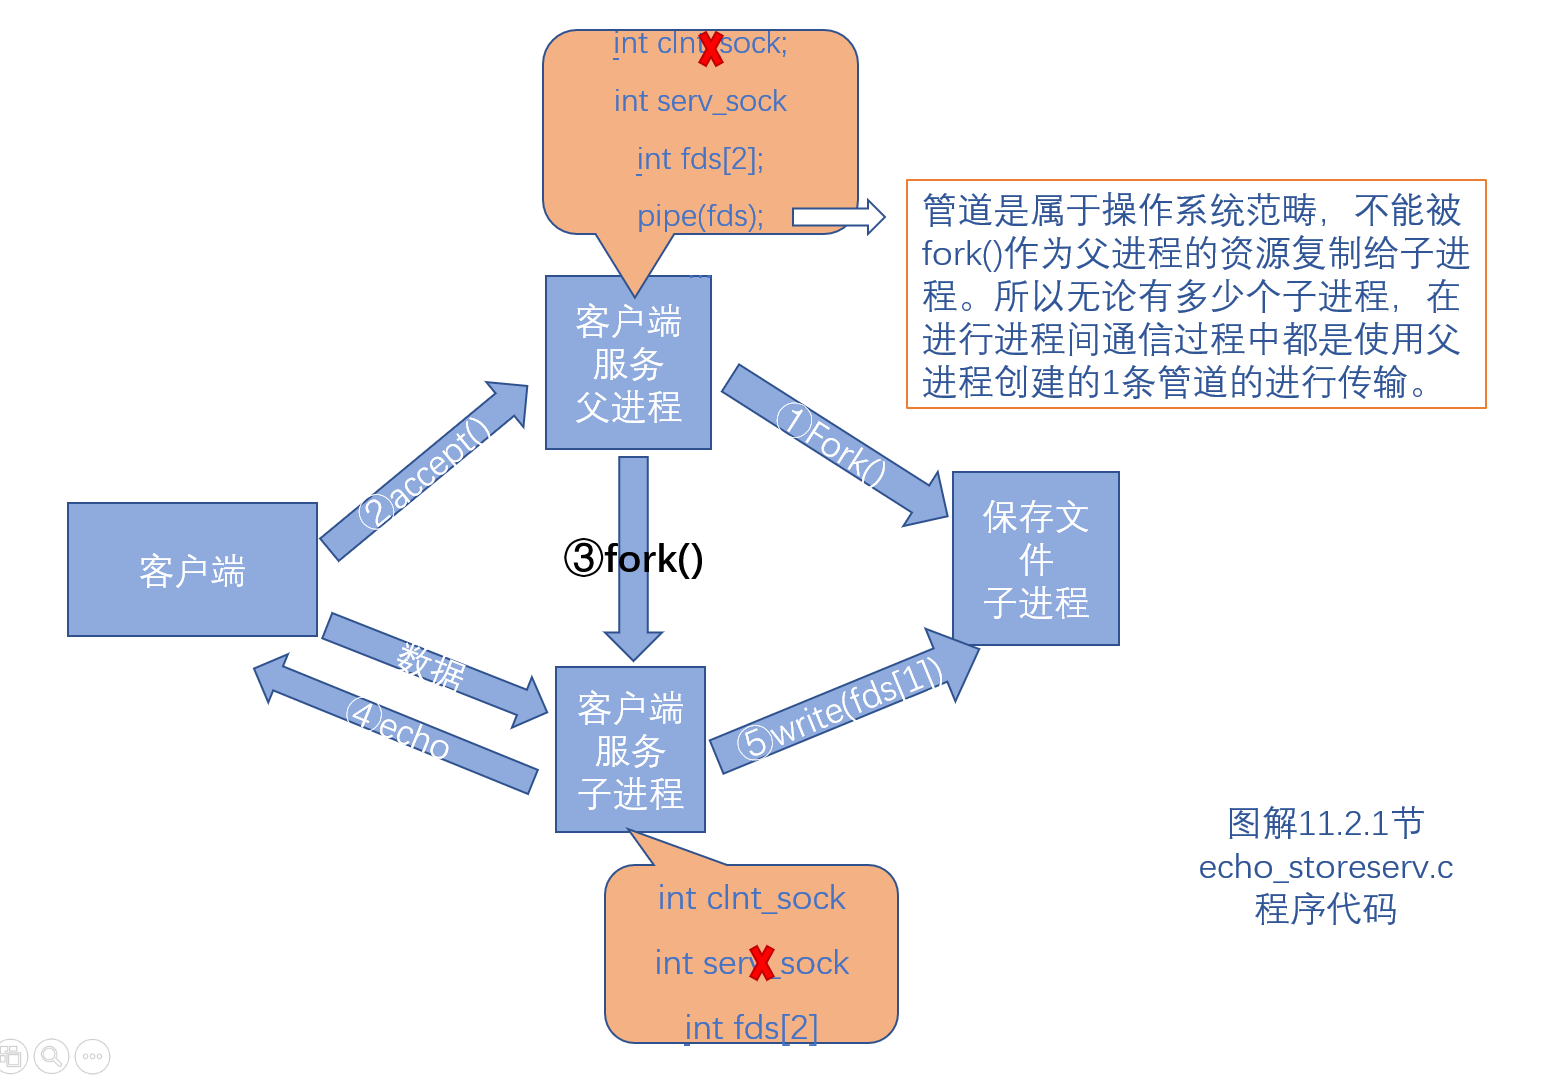 int clnt_sock;
int serv_sock
int fds[2];
pipe(fds);
管道是属于操作系统范畴，不能被
fork()作为父进程的资源复制给子进
程。所以无论有多少个子进程，在
进行进程间通信过程中都是使用父
进程创建的1条管道的进行传输。
客户端
服务
父进程
①Fork()
②accept()
③fork()
保存文
件
子进程
客户端
数据
④echo
客户端
服务
子进程
⑤write(fds[1])
int clnt_sock
int serv_sock
int fds[2]
图解11.2.1节
echo_storeserv.c
程序代码